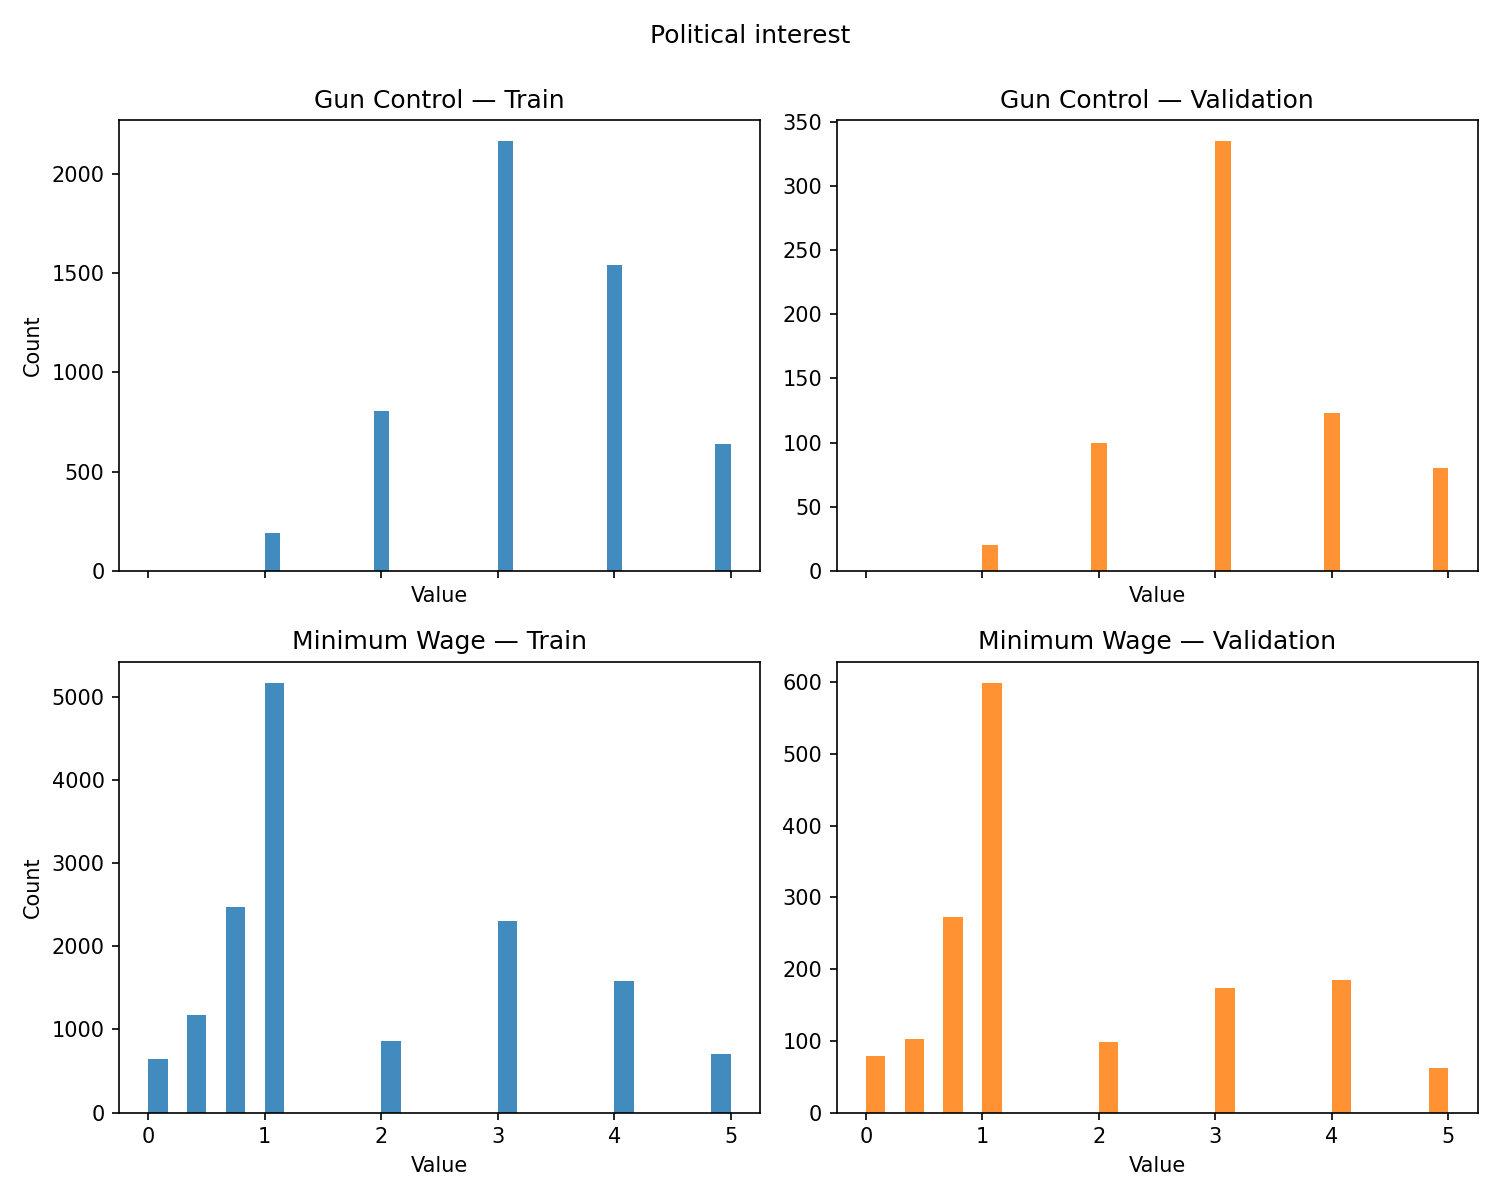 Political interest
Gun Control — Train
Gun Control — Validation
2000
1500
1000
500
0
Count
Value
350
300
250
200
150
100
50
0
Value
Minimum Wage — Train
Minimum Wage — Validation
5000
4000
3000
2000
1000
0
Count
0 1 2 3 4 5
Value
600
500
400
300
200
100
0
0 1 2 3 4 5
Value